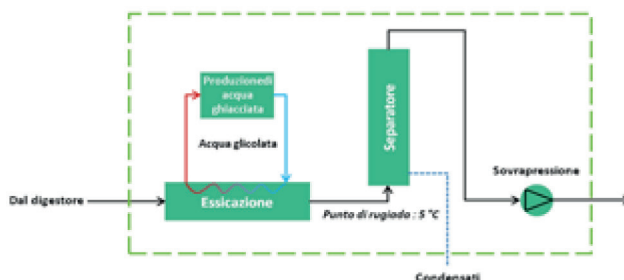 Produzionedi
acqua
ghiacciata
Acqua glicolata
Separatore
Sovrapressione
Dal digestore
Essicazione
Punto di rugiada : 5 °C
Condensati